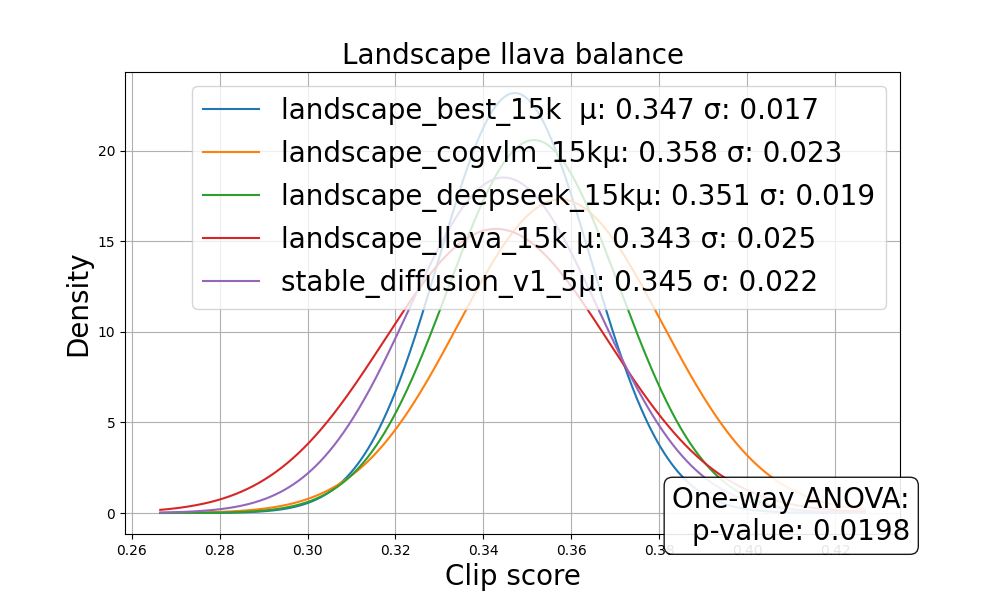 Landscape llava balance
landscape_best_15k  μ: 0.347 σ: 0.017
landscape_cogvlm_15kμ: 0.358 σ: 0.023
landscape_deepseek_15kμ: 0.351 σ: 0.019
landscape_llava_15k μ: 0.343 σ: 0.025
stable_diffusion_v1_5μ: 0.345 σ: 0.022
Density
20
15
10
5
0
One-way ANOVA:
p-value: 0.0198
0.26 0.28 0.30 0.32 0.34 0.36 0.38 0.40 0.42
Clip score